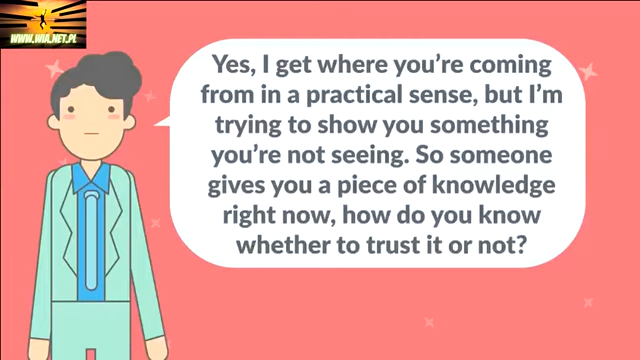 WWW.WIA.NET.PL
Yes, I get where you’re coming
from in a practical sense, but I’m
trying to show you something
you’re not seeing. So someone
gives you a piece of knowledge
right now, how do you know
whether to trust it or not?